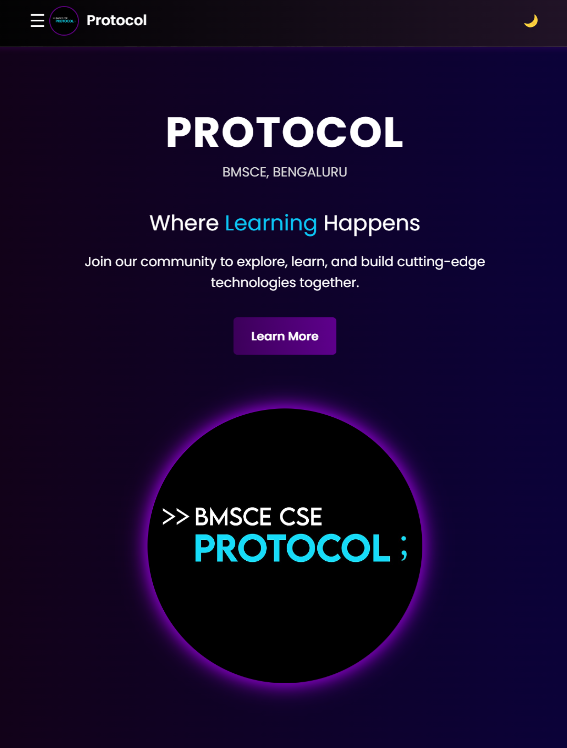 Protocol
PROTOCOL
BMSCE, BENGALURU
Where Learning Happens
Join our community to explore, learn, and build cutting-edge
technologies together.
Learn More
>> BMSCE CSE
PROTOCOL ;